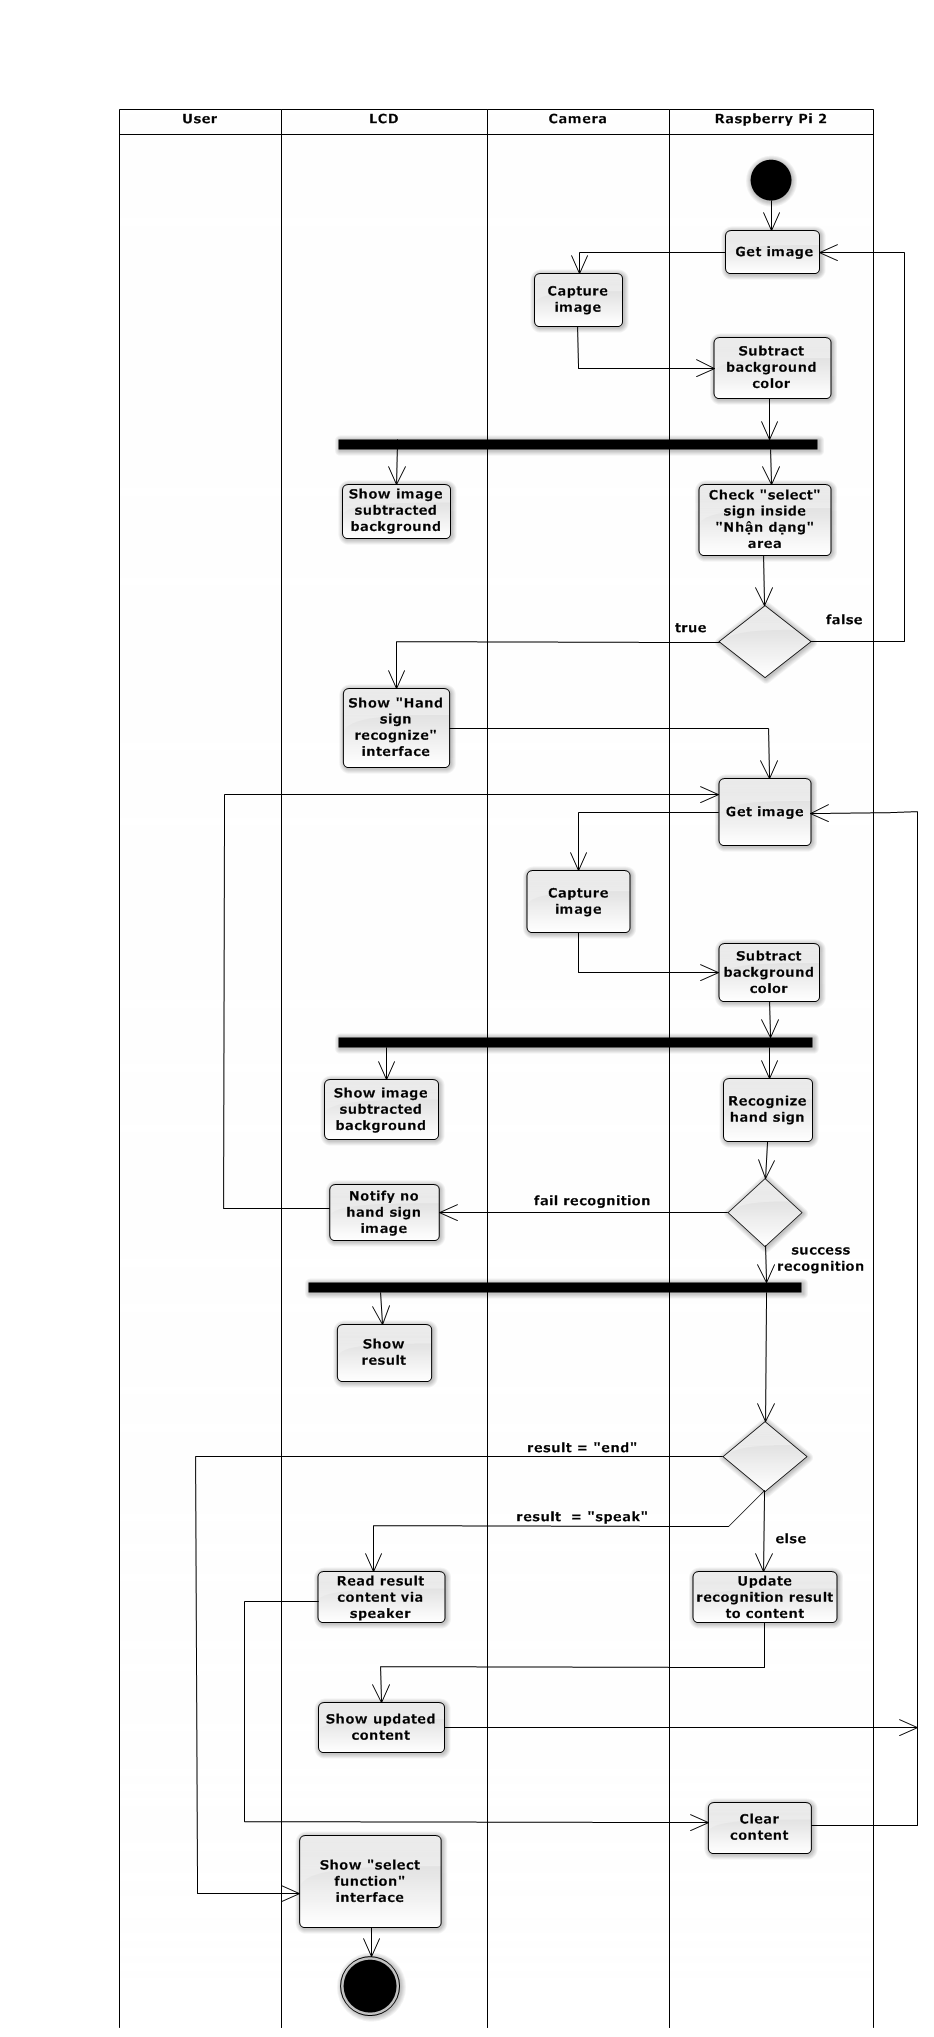 User
LCD
Camera
Raspberry Pi 2
Get image
Capture
image
Subtract
background
color
Show image
subtracted
background
Check "select"
sign inside
"Nhận dạng"
area
true
false
Show "Hand
sign
recognize"
interface
Get image
Capture
image
Subtract
background
color
Show image
subtracted
background
Recognize
hand sign
Notify no
hand sign
image
fail recognition
success
recognition
Show
result
result = "end"
result  = "speak"
else
Read result
content via
speaker
Update
recognition result
to content
Show updated
content
Clear
content
Show "select
function"
interface